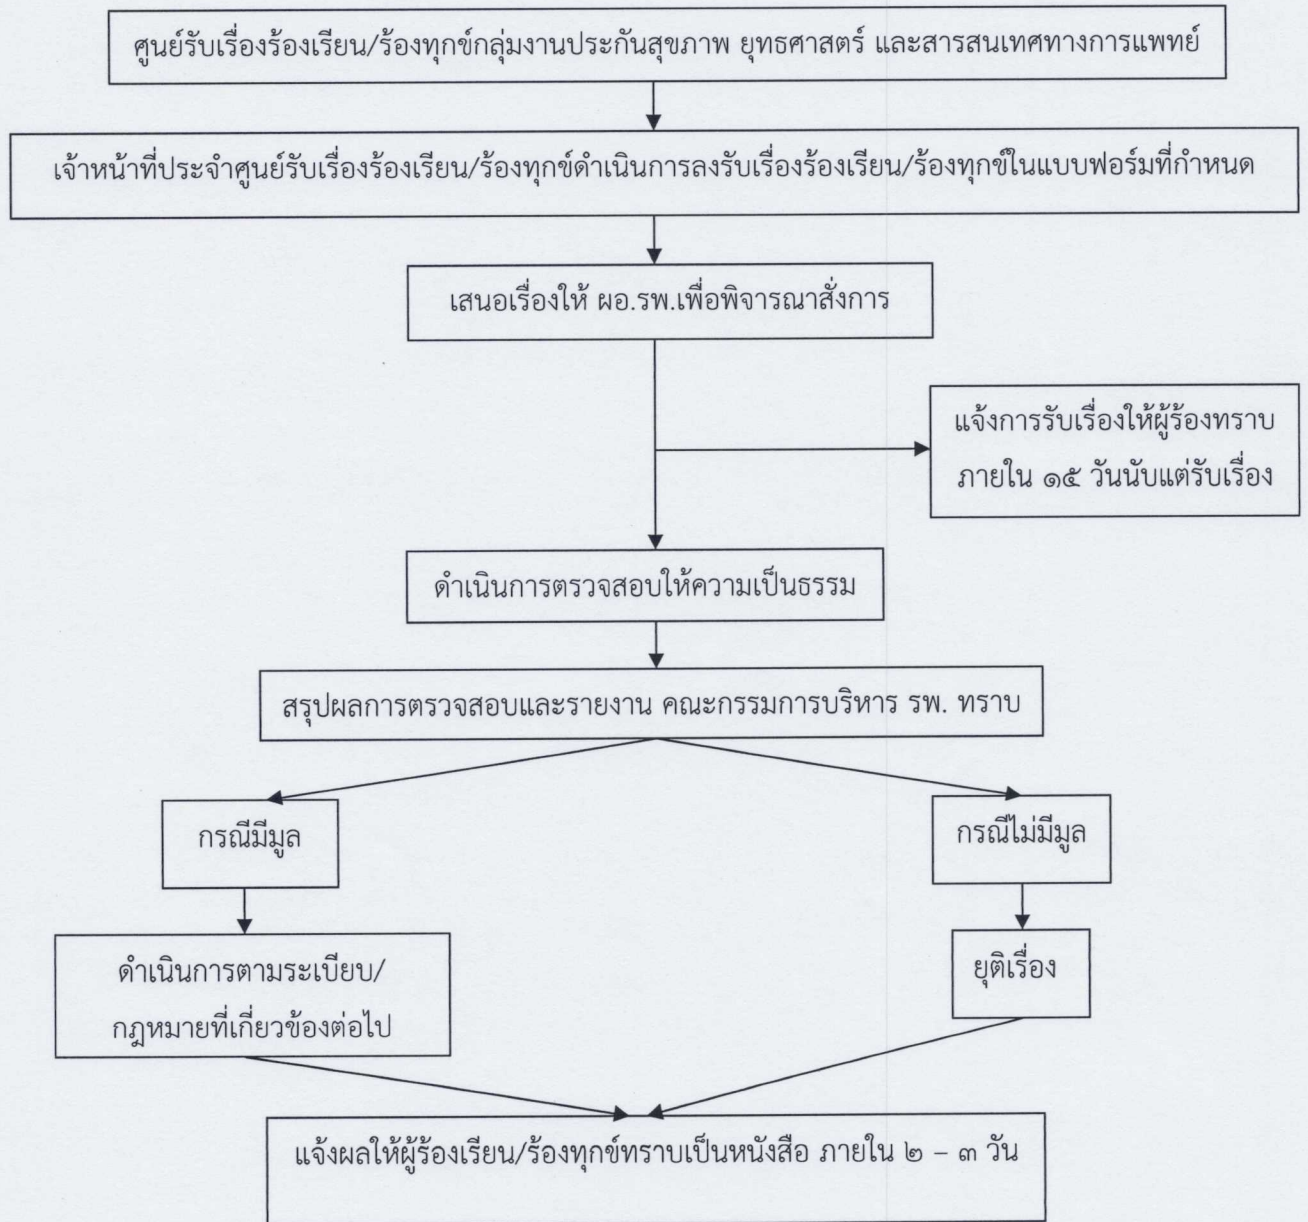 ศูนย์รับเรื่องร้องเรียน/ร้องทุกข์กลุ่มงานประกันสุขภาพ ยุทธศาสตร์ และสารสนเทศทางการแพทย์
เจ้าหน้าที่ประจำศูนย์รับเรื่องร้องเรียน/ร้องทุกข์ดำเนินการลงรับเรื่องร้องเรียน/ร้องทุกข์ในแบบฟอร์มที่กำหนด
เสนอเรื่องให้ ผอ.รพ.เพื่อพิจารณาสั่งการ
แจ้งการรับเรื่องให้ผู้ร้องทราบ
ภายใน ๑๕ วันนับแต่รับเรื่อง
ดำเนินการตรวจสอบให้ความเป็นธรรม
สรุปผลการตรวจสอบและรายงาน คณะกรรมการบริหาร รพ. ทราบ
กรณีมีมูล
กรณีไม่มีมูล
ดำเนินการตามระเบียบ/
กฎหมายที่เกี่ยวข้องต่อไป
ยุติเรื่อง
แจ้งผลให้ผู้ร้องเรียน/ร้องทุกข์ทราบเป็นหนังสือ ภายใน ๒ – ๓ วัน